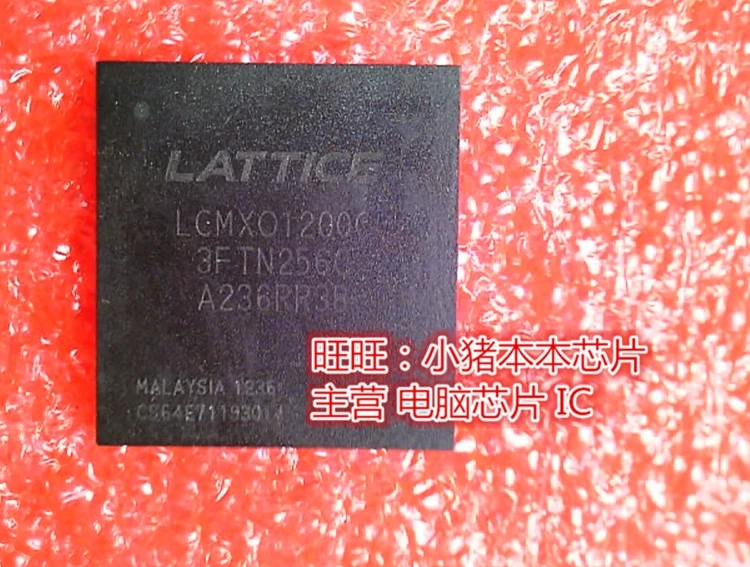 LATTICE
LCMXO1200C
3FTN256C
A236RR3
MALAYSIA 1236
旺旺：小猪本本芯片
主营 电脑芯片 IC